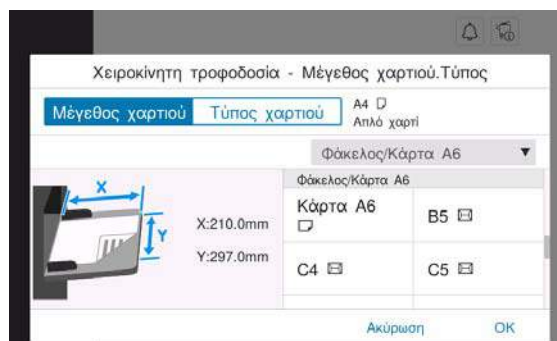 Χειροκίνητη τροφοδοσία - Μέγεθος χαρτιού.Τύπος
Μέγεθος χαρτιού
Τύπος χαρτιού
A4
Απλό χαρτί
Φάκελος/Κάρτα A6
Φάκελος/Κάρτα A6
X
Y
X:210.0mm
Y:297.0mm
Κάρτα A6
B5
C4
C5
Ακύρωση
OK